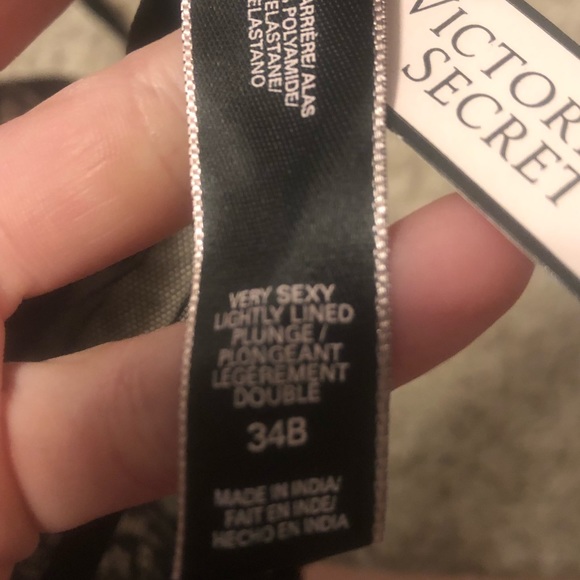 ARRIÈRE/ ALAS
POLYAMIDE/
ELASTANE/
ELASTANO
VICTORI
SECRET
VERY SEXY
LIGHTLY LINED
PLUNGE /
PLONGEANT
LÉGÈREMENT
DOUBLÉ
34B
MADE IN INDIA/
FAIT EN INDE/
HECHO EN INDIA